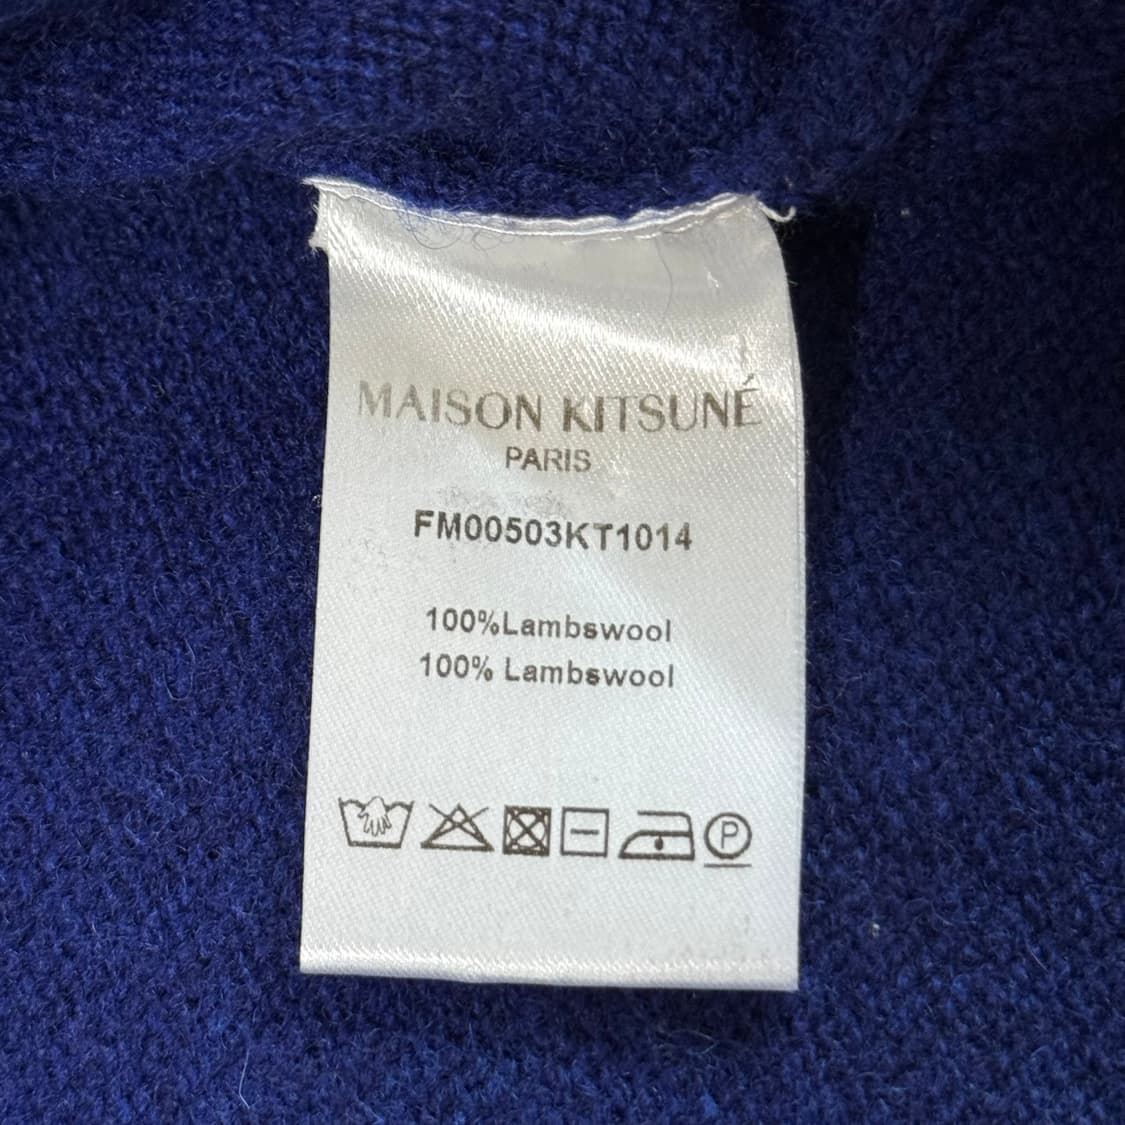 MAISON KITSUNÉ
PARIS
FM00503KT1014
100%Lambswool
100% Lambswool
P